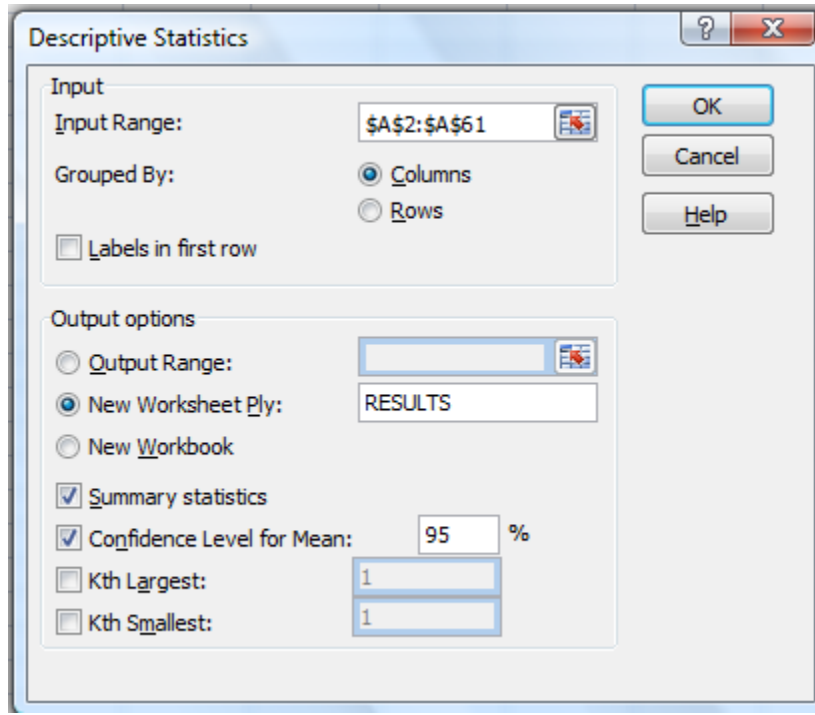 Descriptive Statistics
?
X
Input
Input Range: $A$2:$A$61
OK
Grouped By: Columns
Cancel
Rows
Help
Labels in first row
Output options
Output Range:
New Worksheet Ply: RESULTS
New Workbook
Summary statistics
Confidence Level for Mean: 95 %
Kth Largest: 1
Kth Smallest: 1